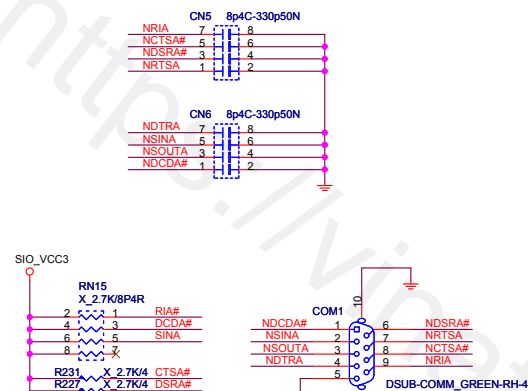 CN5 8p4C-330p50N
NRIA 7 8
NCTSA# 5 6
NDSRA# 3 4
NRTSA 1 2
CN6 8p4C-330p50N
NDTRA 7 8
NSINA 5 6
NSOUTA 3 4
NDCDA# 1 2
https://vinaf
SIO_VCC3
RN15
X_2.7K/8P4R
2 1 RIA#
4 3 DCDA#
6 5 SINA
8 7
R231 X_2.7K/4 CTSA#
R227 X_2.7K/4 DSRA#
10
COM1
NDCDA# 1 6 NDSRA#
NSINA 2 7 NRTSA
NSOUTA 3 8 NCTSA#
NDTRA 4 9 NRIA
5
DSUB-COMM_GREEN-RH-4